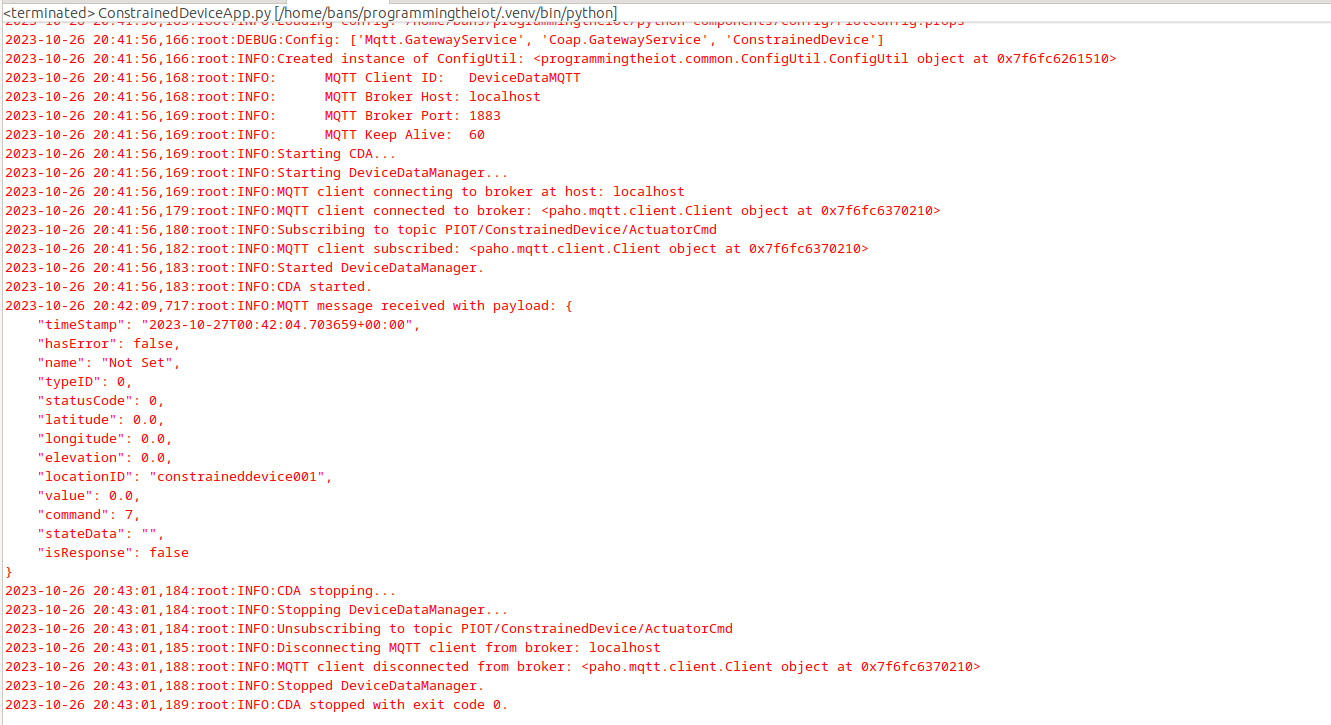 <terminated> ConstrainedDeviceApp.py [/home/bans/programmingtheiot/.venv/bin/python]
2023-10-26 20:41:56,166:root:DEBUG:Config: ['Mqtt.GatewayService', 'Coap.GatewayService', 'ConstrainedDevice']
2023-10-26 20:41:56,166:root:INFO:Created instance of ConfigUtil: <programmingtheiot.common.ConfigUtil.ConfigUtil object at 0x7f6fc6261510>
2023-10-26 20:41:56,168:root:INFO:      MQTT Client ID:   DeviceDataMQTT
2023-10-26 20:41:56,168:root:INFO:      MQTT Broker Host: localhost
2023-10-26 20:41:56,169:root:INFO:      MQTT Broker Port: 1883
2023-10-26 20:41:56,169:root:INFO:      MQTT Keep Alive:  60
2023-10-26 20:41:56,169:root:INFO:Starting CDA...
2023-10-26 20:41:56,169:root:INFO:Starting DeviceDataManager...
2023-10-26 20:41:56,169:root:INFO:MQTT client connecting to broker at host: localhost
2023-10-26 20:41:56,179:root:INFO:MQTT client connected to broker: <paho.mqtt.client.Client object at 0x7f6fc6370210>
2023-10-26 20:41:56,180:root:INFO:Subscribing to topic PIOT/ConstrainedDevice/ActuatorCmd
2023-10-26 20:41:56,182:root:INFO:MQTT client subscribed: <paho.mqtt.client.Client object at 0x7f6fc6370210>
2023-10-26 20:41:56,183:root:INFO:Started DeviceDataManager.
2023-10-26 20:41:56,183:root:INFO:CDA started.
2023-10-26 20:42:09,717:root:INFO:MQTT message received with payload: {
    "timeStamp": "2023-10-27T00:42:04.703659+00:00",
    "hasError": false,
    "name": "Not Set",
    "typeID": 0,
    "statusCode": 0,
    "latitude": 0.0,
    "longitude": 0.0,
    "elevation": 0.0,
    "locationID": "constraineddevice001",
    "value": 0.0,
    "command": 7,
    "stateData": "",
    "isResponse": false
}
2023-10-26 20:43:01,184:root:INFO:CDA stopping...
2023-10-26 20:43:01,184:root:INFO:Stopping DeviceDataManager...
2023-10-26 20:43:01,184:root:INFO:Unsubscribing to topic PIOT/ConstrainedDevice/ActuatorCmd
2023-10-26 20:43:01,185:root:INFO:Disconnecting MQTT client from broker: localhost
2023-10-26 20:43:01,188:root:INFO:MQTT client disconnected from broker: <paho.mqtt.client.Client object at 0x7f6fc6370210>
2023-10-26 20:43:01,188:root:INFO:Stopped DeviceDataManager.
2023-10-26 20:43:01,189:root:INFO:CDA stopped with exit code 0.